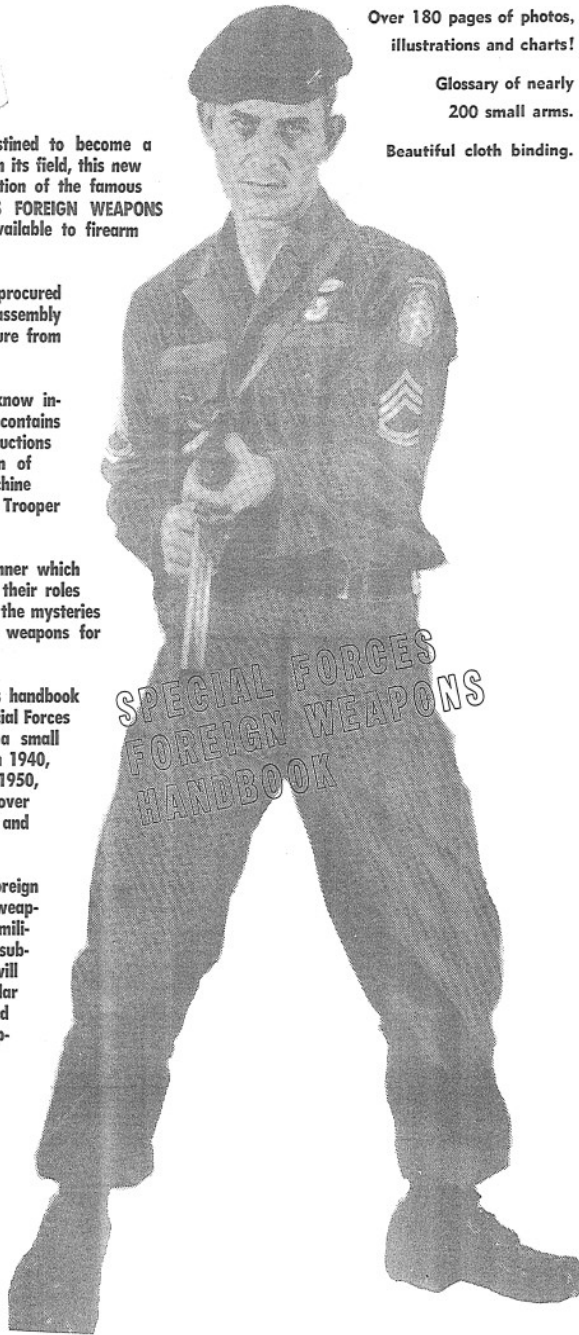 Over 180 pages of photos,
illustrations and charts!
Glossary of nearly
200 small arms.
Beautiful cloth binding.
stined to become a
n its field, this new
tion of the famous
S FOREIGN WEAPONS
vailable to firearm
procured
assembly
ure from
know in-
contains
uctions
n of
chine
Trooper
nner which
their roles
the mysteries
weapons for
s handbook
cial Forces
a small
n 1940,
1950,
over
and
oreign
weap-
mili-
sub-
will
lar
d
p-
SPECIAL FORCES
FOREIGN WEAPONS
HANDBOOK